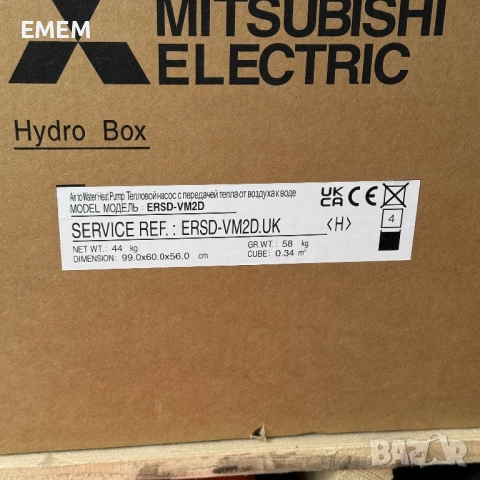 EMEM
MITSUBISHI
ELECTRIC
Hydro Box
Air to Water Heat Pump Тепловой насос с передачей тепла от воздуха к воде
MODEL МОДЕЛЬ : ERSD-VM2D
SERVICE REF. : ERSD-VM2D.UK
NET WT. : 44 kg
GR.WT. : 58 kg
DIMENSION : 99.0x60.0x56.0 cm
CUBE : 0.34 m³
UK
CA
CE
<H>
4
BAZAR